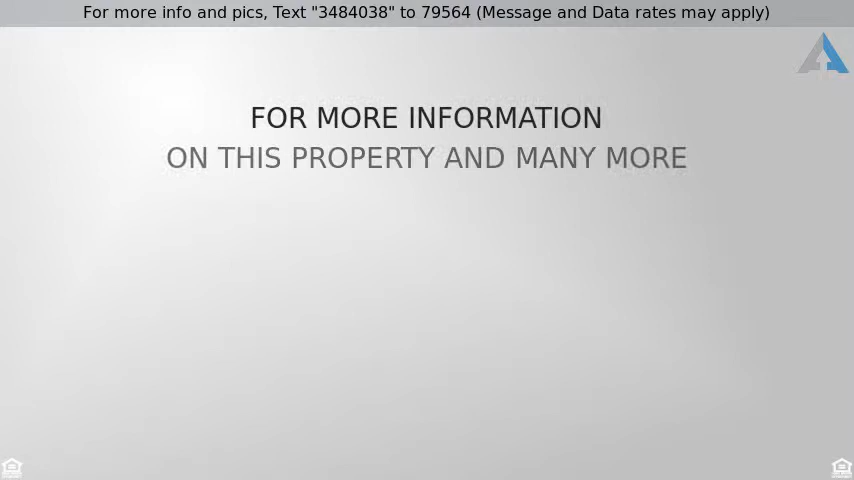 For more info and pics, Text "3484038" to 79564 (Message and Data rates may apply)
FOR MORE INFORMATION
ON THIS PROPERTY AND MANY MORE